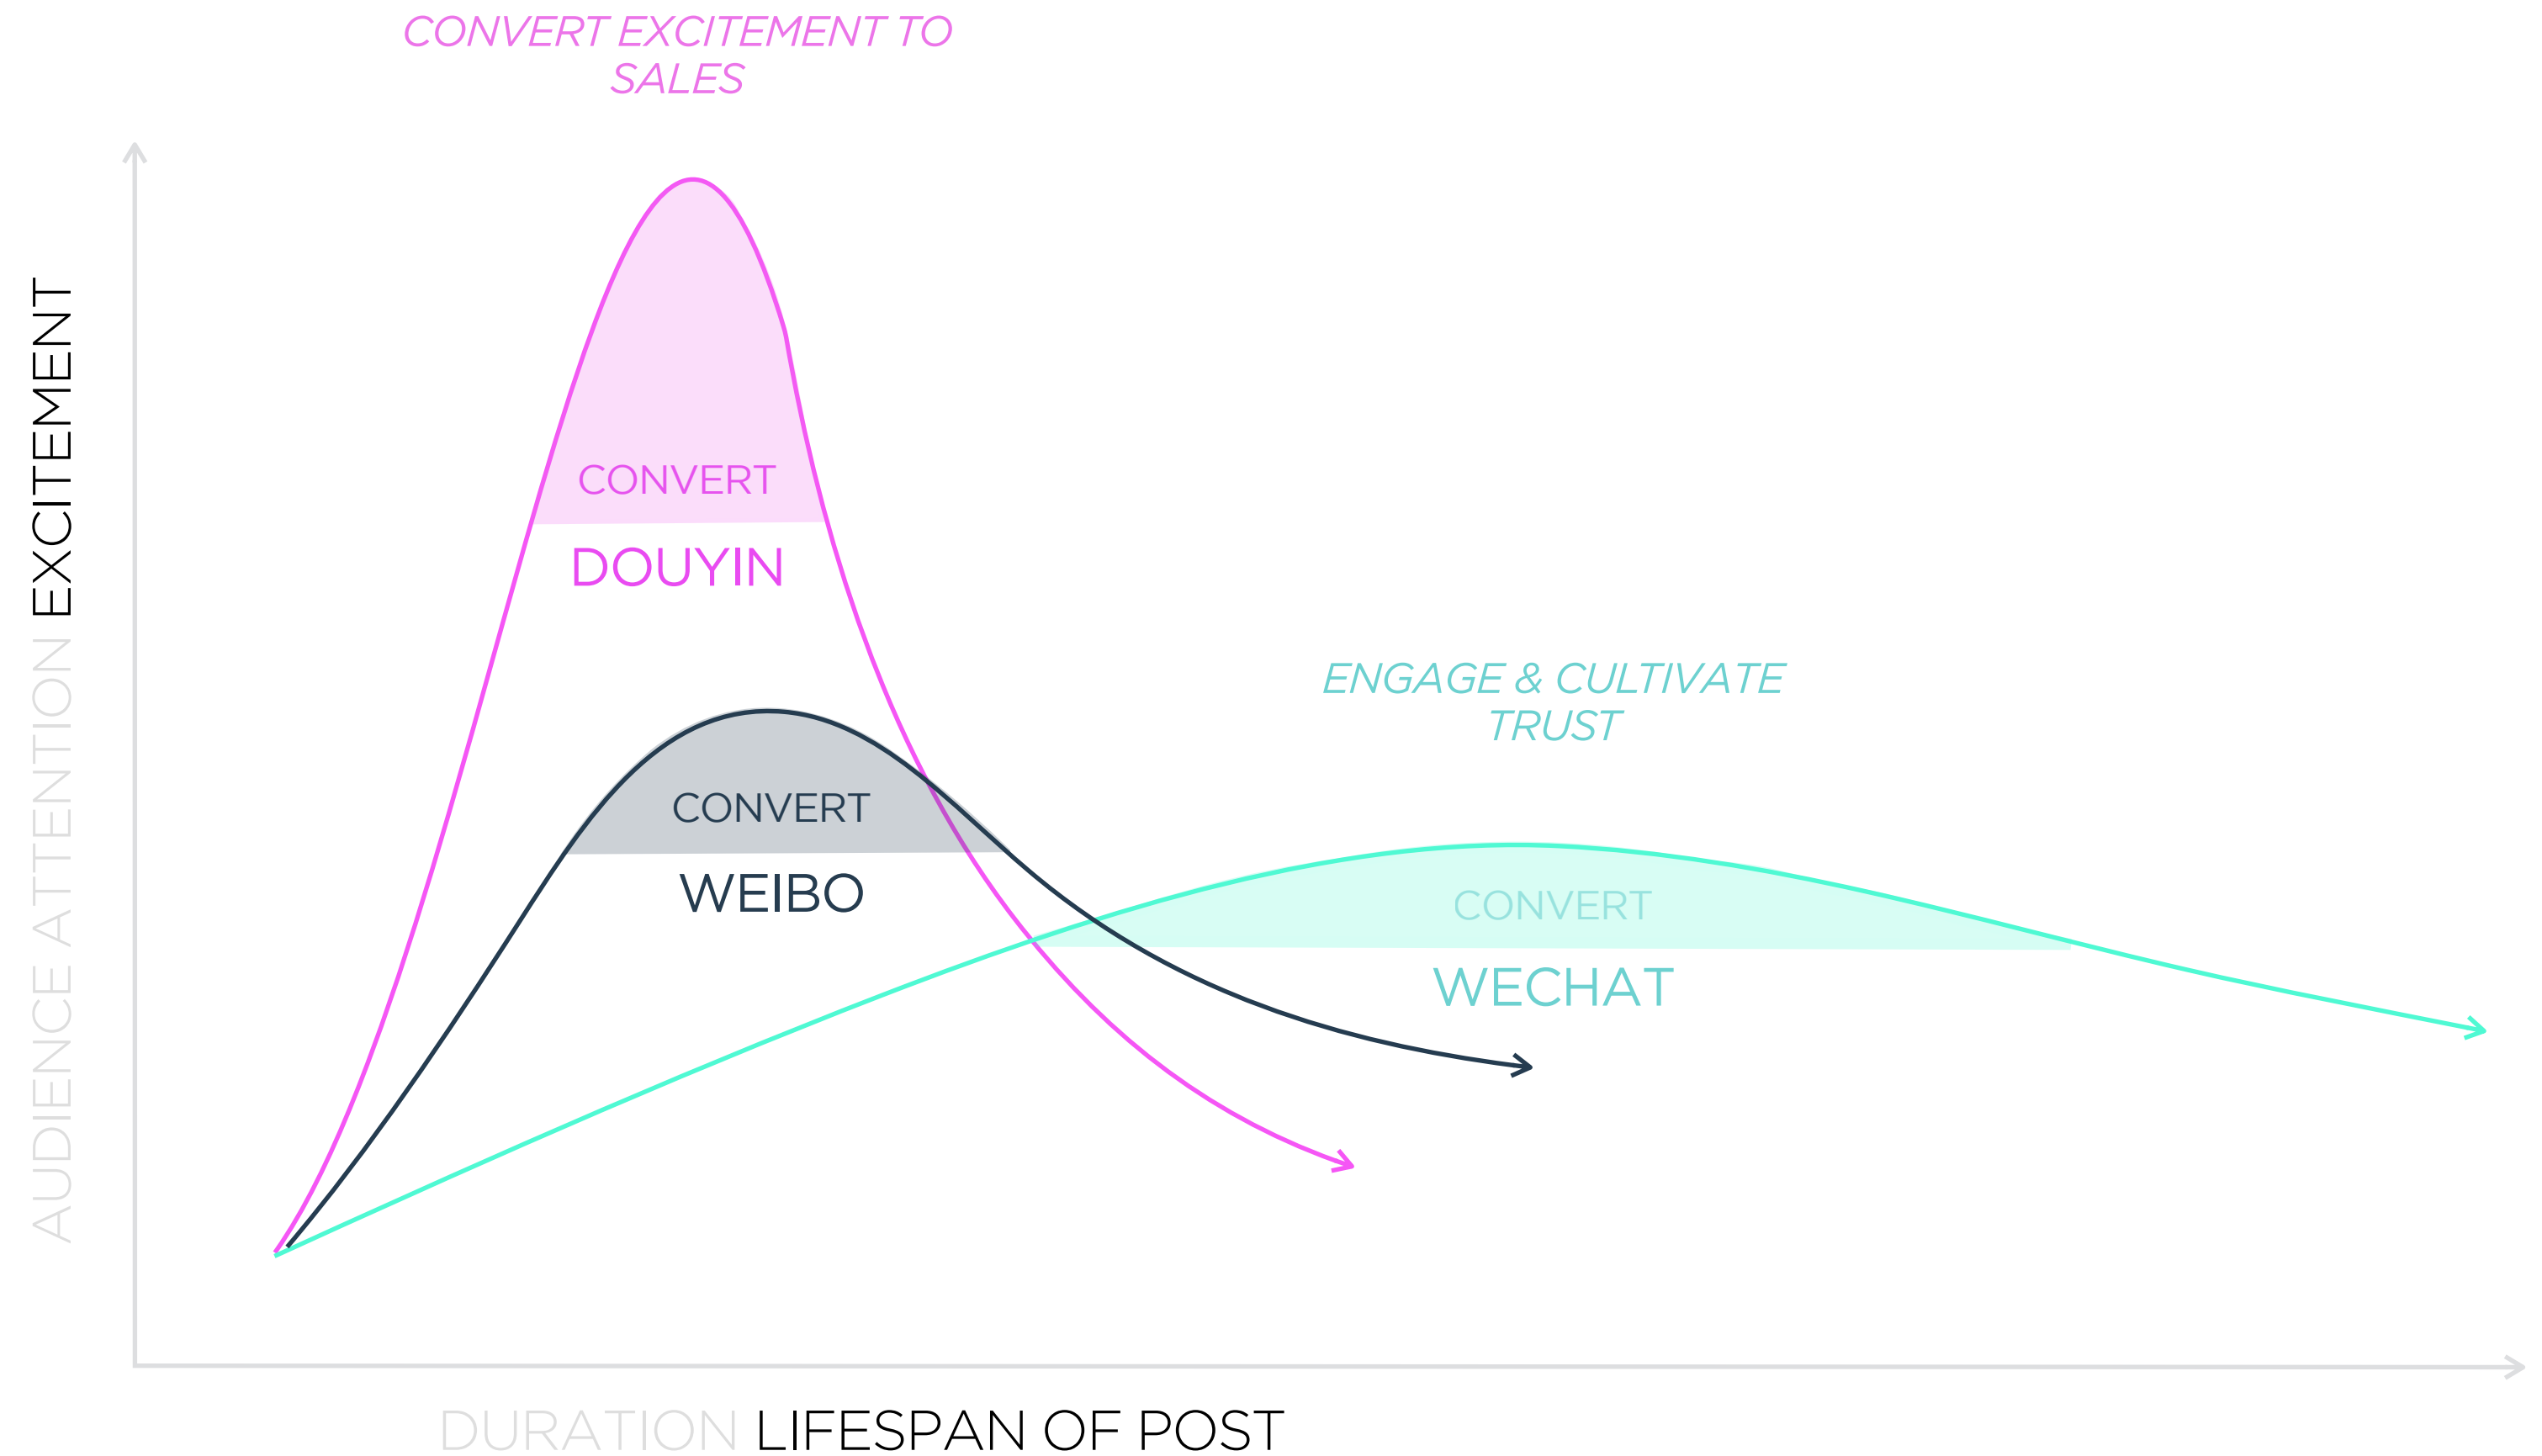 CONVERT EXCITEMENT TO
SALES
AUDIENCE ATTENTION EXCITEMENT
CONVERT
DOUYIN
ENGAGE & CULTIVATE
TRUST
CONVERT
WEIBO
CONVERT
WECHAT
DURATION LIFESPAN OF POST